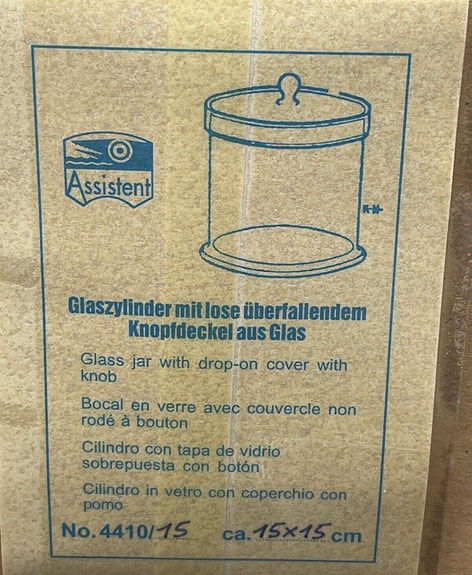 Assistent
Glaszylinder mit lose überfallendem
Knopfdeckel aus Glas
Glass jar with drop-on cover with
knob
Bocal en verre avec couvercle non
rodé à bouton
Cilindro con tapa de vidrio
sobrepuesta con botón
Cilindro in vetro con coperchio con
pomo
No. 4410/15 ca. 15x15 cm